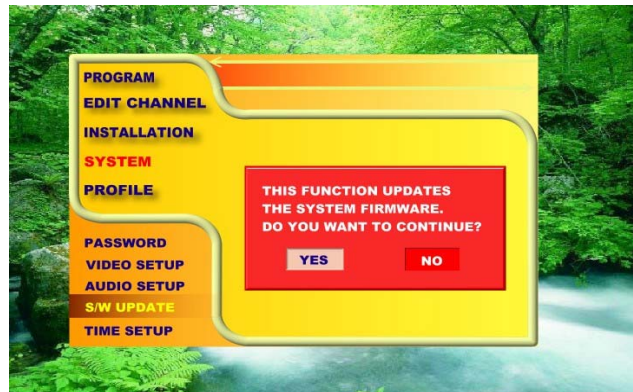 PROGRAM
EDIT CHANNEL
INSTALLATION
SYSTEM
PROFILE
PASSWORD
VIDEO SETUP
AUDIO SETUP
S/W UPDATE
TIME SETUP
THIS FUNCTION UPDATES
THE SYSTEM FIRMWARE.
DO YOU WANT TO CONTINUE?
YES NO